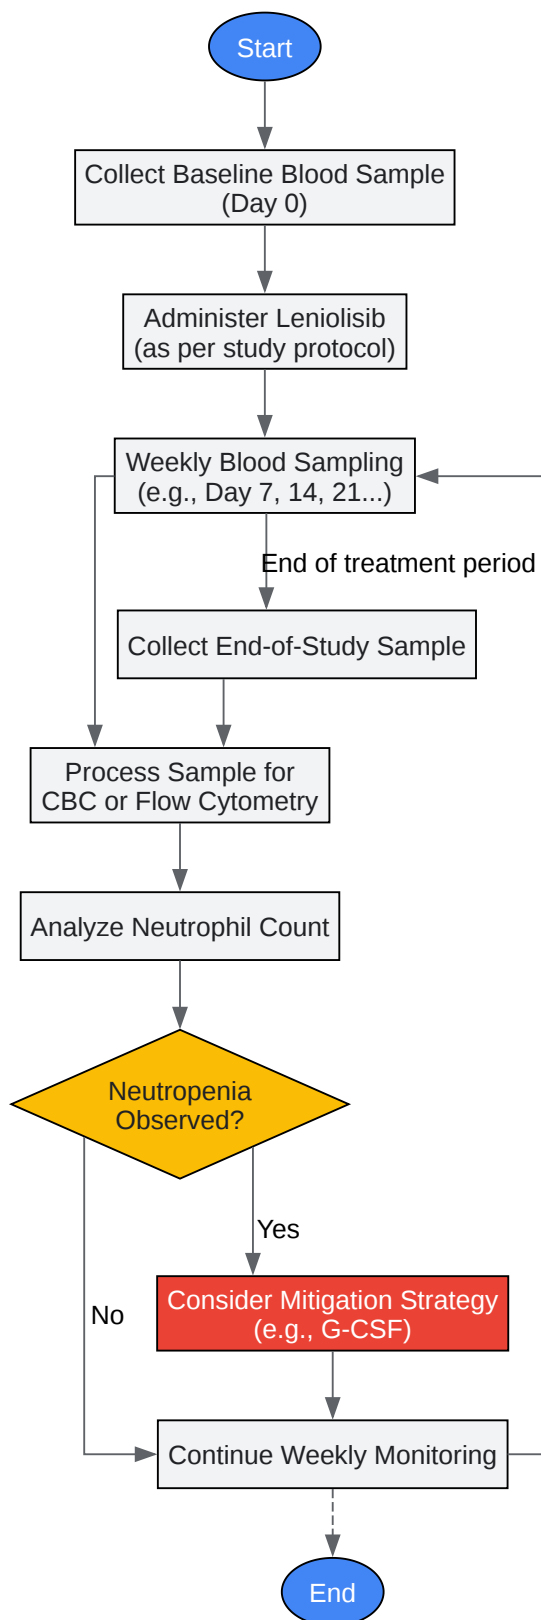 Start
Collect Baseline Blood Sample
(Day 0)
Administer Leniolisib
(as per study protocol)
Weekly Blood Sampling
(e.g., Day 7, 14, 21...)
End of treatment period
Collect End-of-Study Sample
Process Sample for
CBC or Flow Cytometry
Analyze Neutrophil Count
Neutropenia
Observed?
Yes
Consider Mitigation Strategy
(e.g., G-CSF)
No
Continue Weekly Monitoring
End